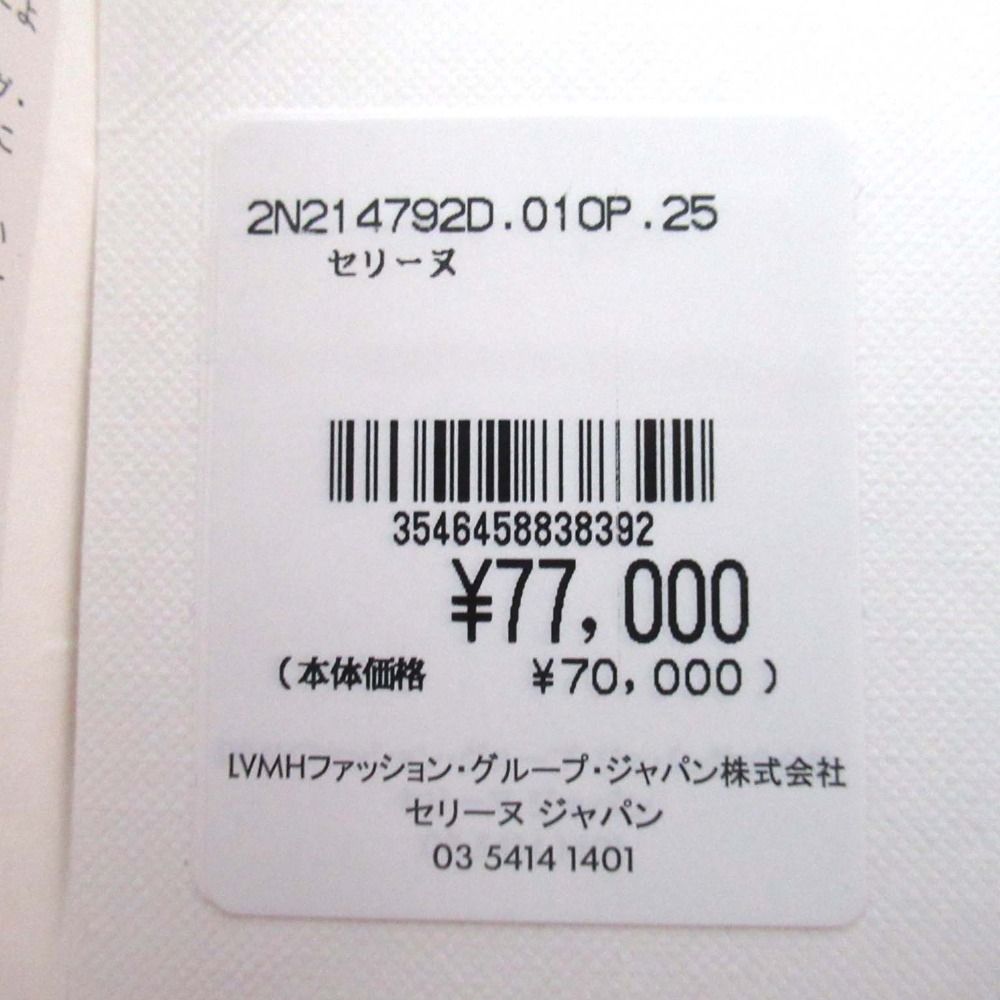 2N214792D.010P.25
セリーヌ
3546458838392
¥77,000
(本体価格 ¥70,000)
LVMHファッション・グループ・ジャパン株式会社
セリーヌ ジャパン
03 5414 1401